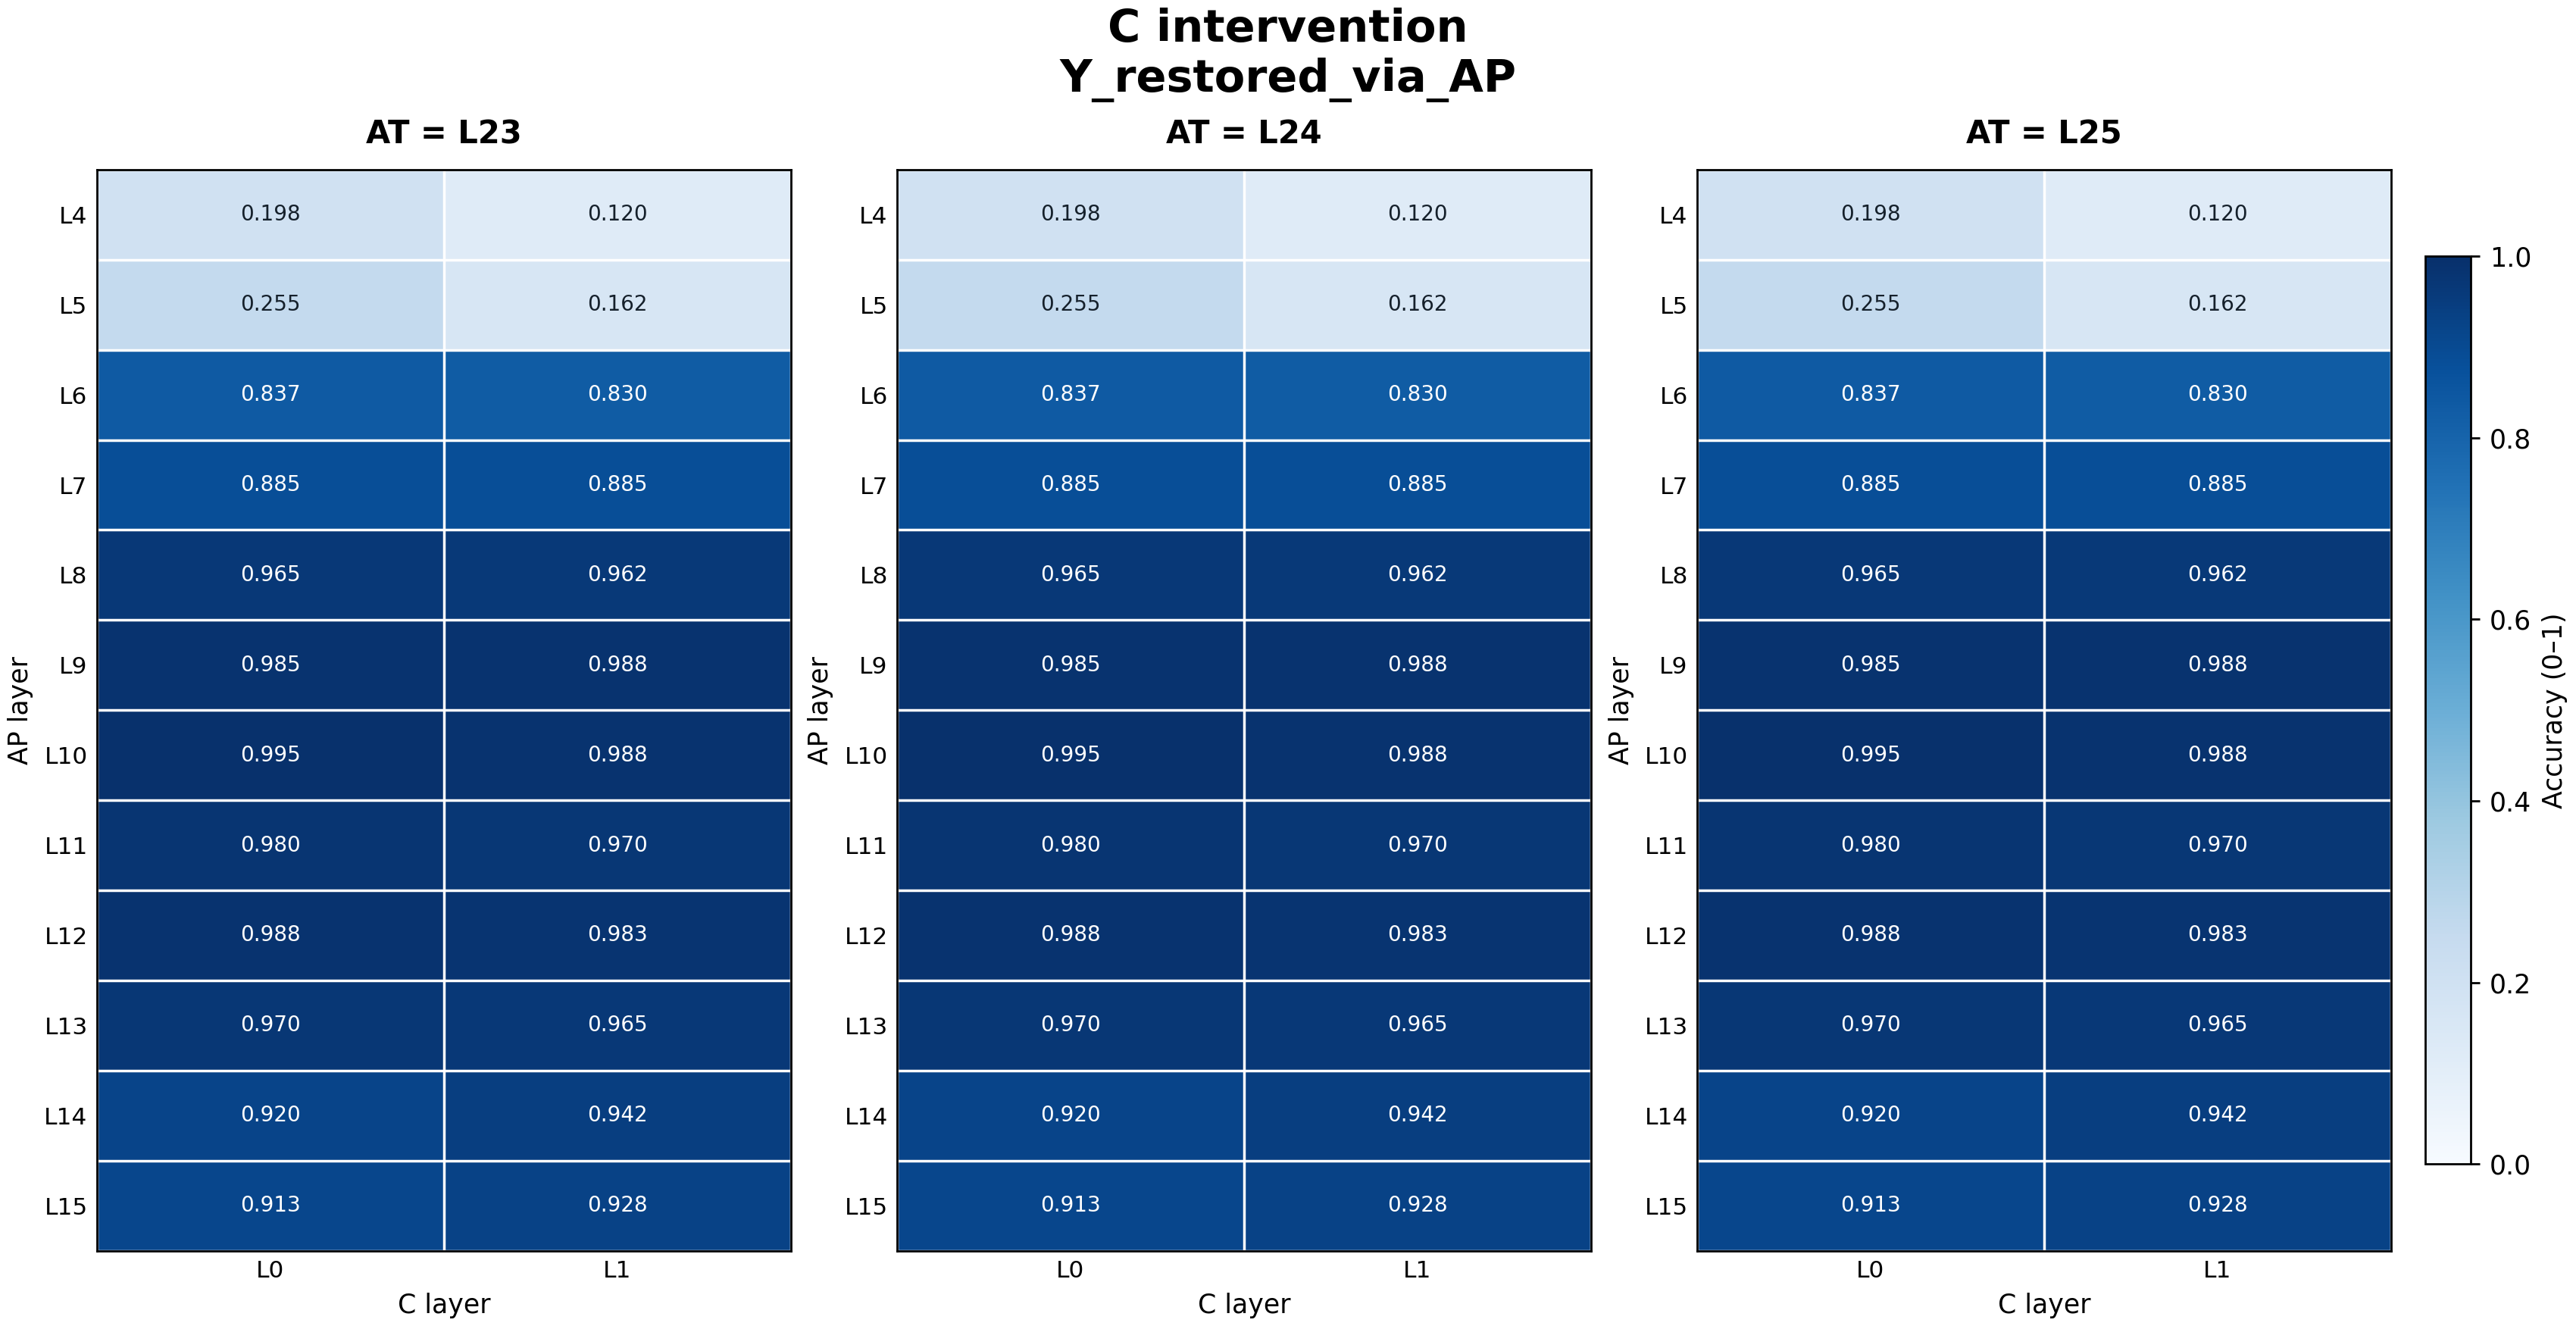 C intervention
Y_restored_via_AP
AT = L23
AP layer
L4 0.198 0.120
L5 0.255 0.162
L6 0.837 0.830
L7 0.885 0.885
L8 0.965 0.962
L9 0.985 0.988
L10 0.995 0.988
L11 0.980 0.970
L12 0.988 0.983
L13 0.970 0.965
L14 0.920 0.942
L15 0.913 0.928
L0 L1
C layer
AT = L24
AP layer
L4 0.198 0.120
L5 0.255 0.162
L6 0.837 0.830
L7 0.885 0.885
L8 0.965 0.962
L9 0.985 0.988
L10 0.995 0.988
L11 0.980 0.970
L12 0.988 0.983
L13 0.970 0.965
L14 0.920 0.942
L15 0.913 0.928
L0 L1
C layer
AT = L25
AP layer
L4 0.198 0.120
L5 0.255 0.162
L6 0.837 0.830
L7 0.885 0.885
L8 0.965 0.962
L9 0.985 0.988
L10 0.995 0.988
L11 0.980 0.970
L12 0.988 0.983
L13 0.970 0.965
L14 0.920 0.942
L15 0.913 0.928
L0 L1
C layer
1.0
0.8
0.6
0.4
0.2
0.0
Accuracy (0–1)